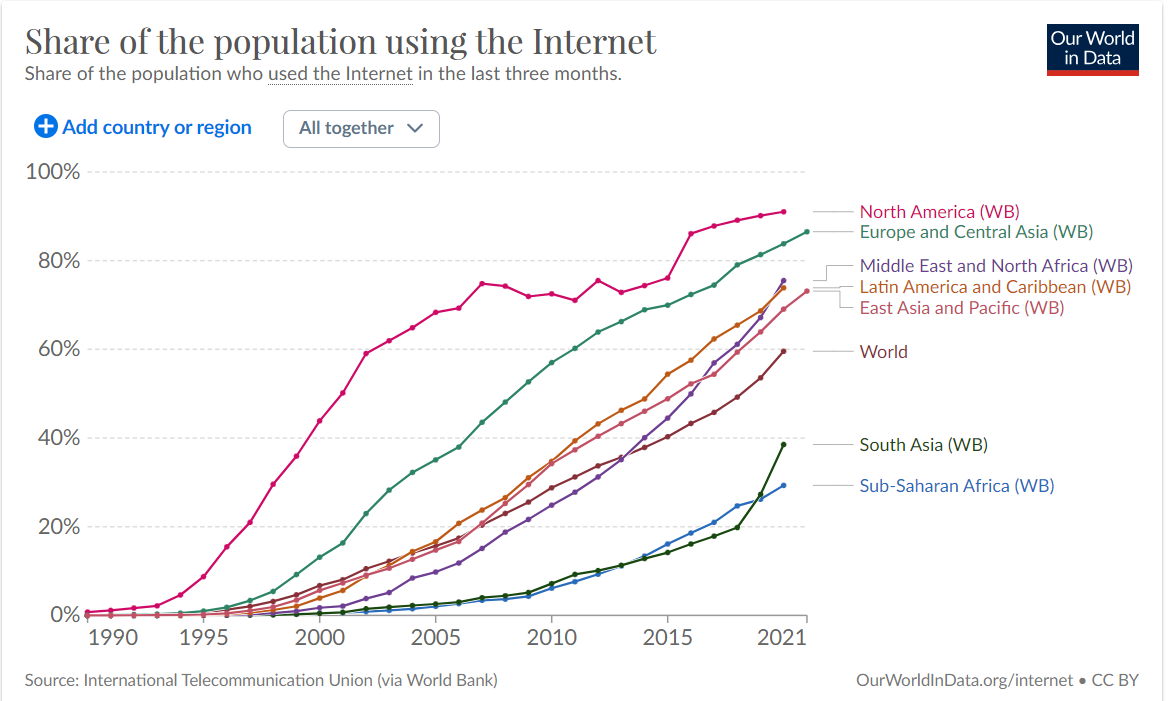 Share of the population using the Internet
Our World
in Data
Share of the population who used the Internet in the last three months.
Add country or region
All together
100%
80%
60%
40%
20%
0%
North America (WB)
Europe and Central Asia (WB)
Middle East and North Africa (WB)
Latin America and Caribbean (WB)
East Asia and Pacific (WB)
World
South Asia (WB)
Sub-Saharan Africa (WB)
1990 1995 2000 2005 2010 2015 2021
Source: International Telecommunication Union (via World Bank)
OurWorldInData.org/internet • CC BY